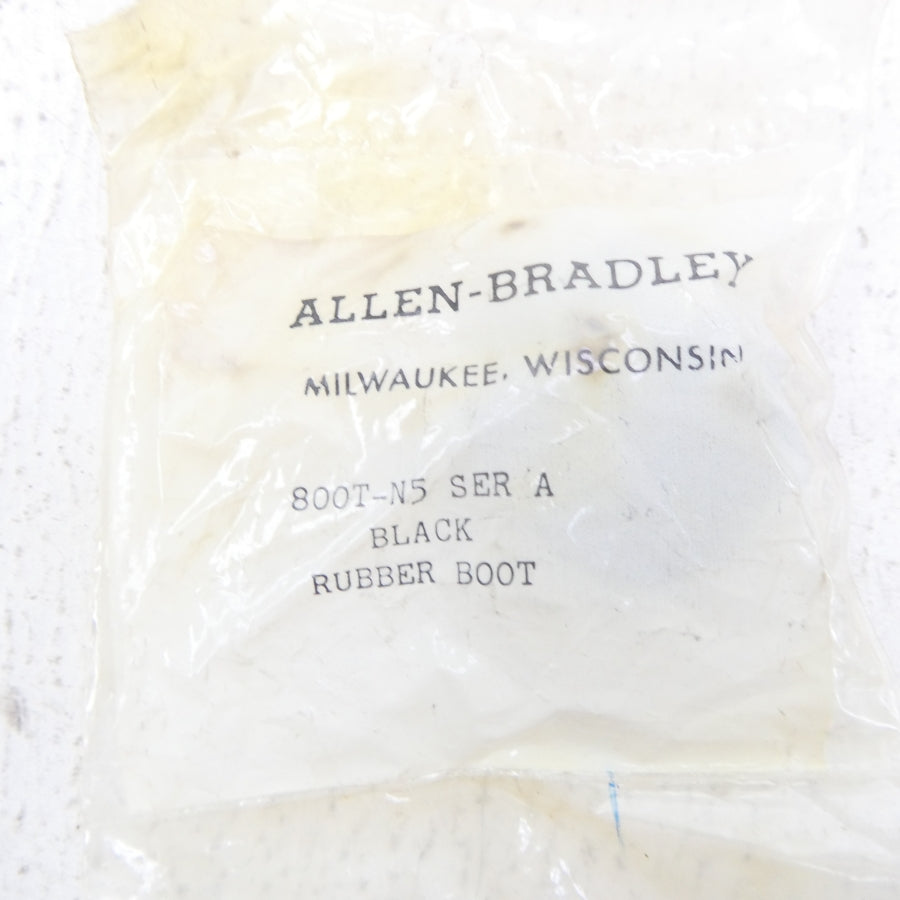 ALLEN-BRADLEY
MILWAUKEE, WISCONSIN
800T-N5 SER A
BLACK
RUBBER BOOT